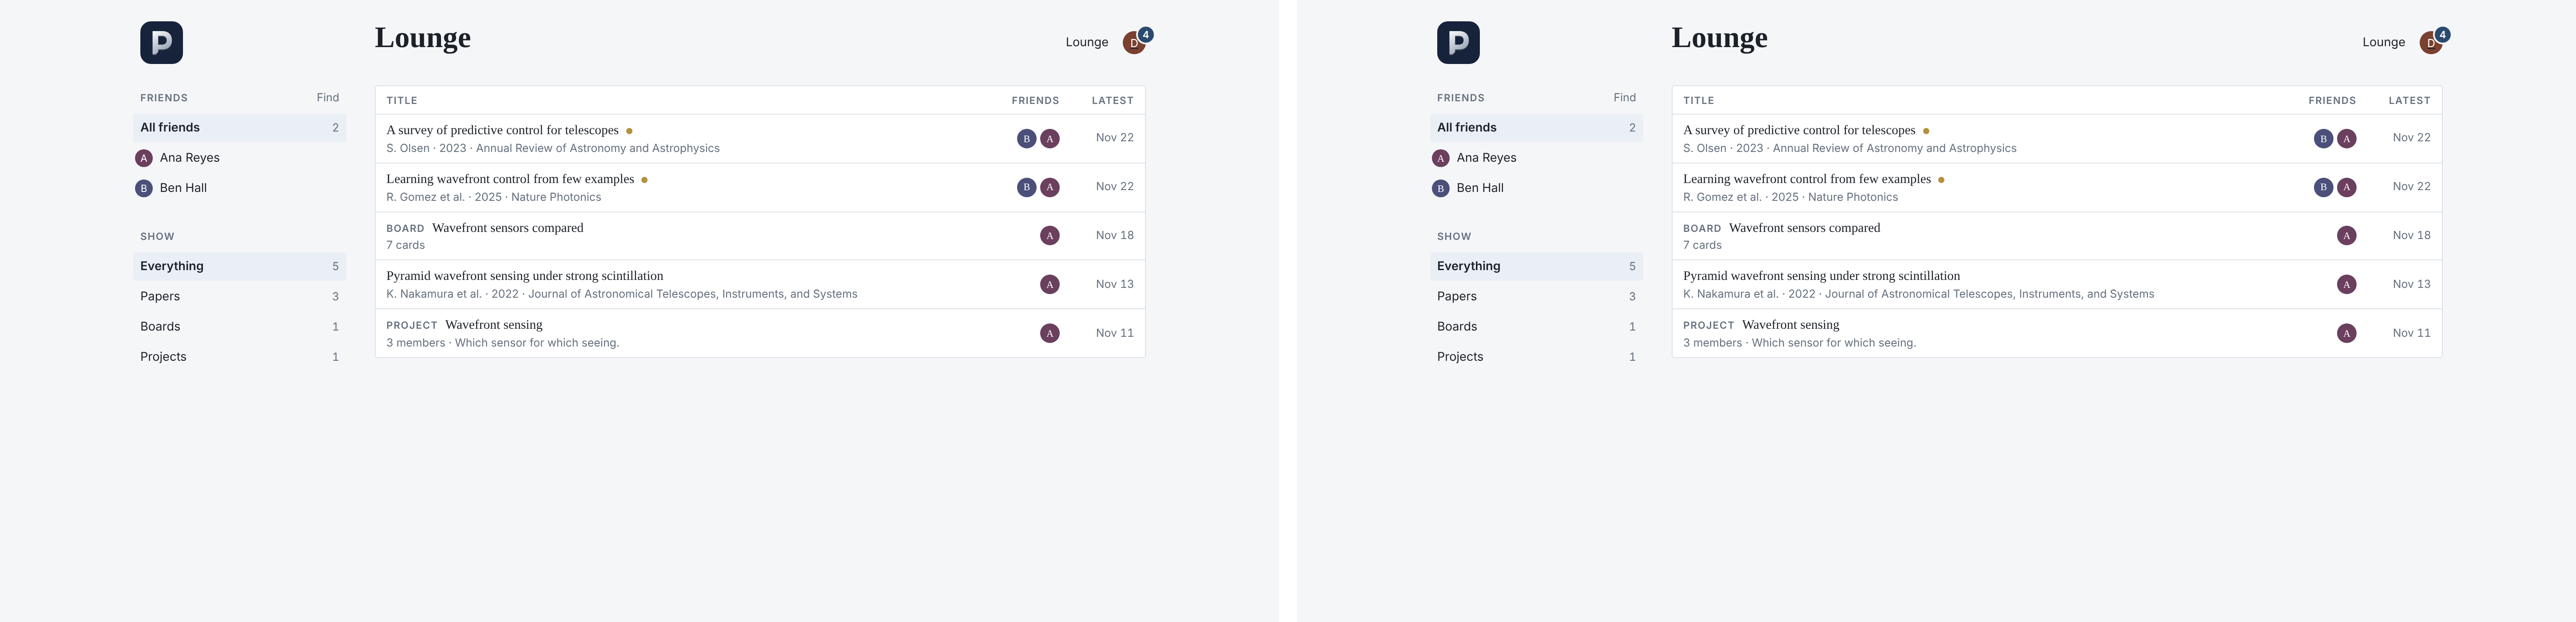 P
Lounge
Lounge D 4
FRIENDS Find
All friends 2
A Ana Reyes
B Ben Hall
SHOW
Everything 5
Papers 3
Boards 1
Projects 1
TITLE FRIENDS LATEST
A survey of predictive control for telescopes B A Nov 22
S. Olsen · 2023 · Annual Review of Astronomy and Astrophysics
Learning wavefront control from few examples B A Nov 22
R. Gomez et al. · 2025 · Nature Photonics
BOARD Wavefront sensors compared A Nov 18
7 cards
Pyramid wavefront sensing under strong scintillation A Nov 13
K. Nakamura et al. · 2022 · Journal of Astronomical Telescopes, Instruments, and Systems
PROJECT Wavefront sensing A Nov 11
3 members · Which sensor for which seeing.
P
Lounge
Lounge D 4
FRIENDS Find
All friends 2
A Ana Reyes
B Ben Hall
SHOW
Everything 5
Papers 3
Boards 1
Projects 1
TITLE FRIENDS LATEST
A survey of predictive control for telescopes B A Nov 22
S. Olsen · 2023 · Annual Review of Astronomy and Astrophysics
Learning wavefront control from few examples B A Nov 22
R. Gomez et al. · 2025 · Nature Photonics
BOARD Wavefront sensors compared A Nov 18
7 cards
Pyramid wavefront sensing under strong scintillation A Nov 13
K. Nakamura et al. · 2022 · Journal of Astronomical Telescopes, Instruments, and Systems
PROJECT Wavefront sensing A Nov 11
3 members · Which sensor for which seeing.